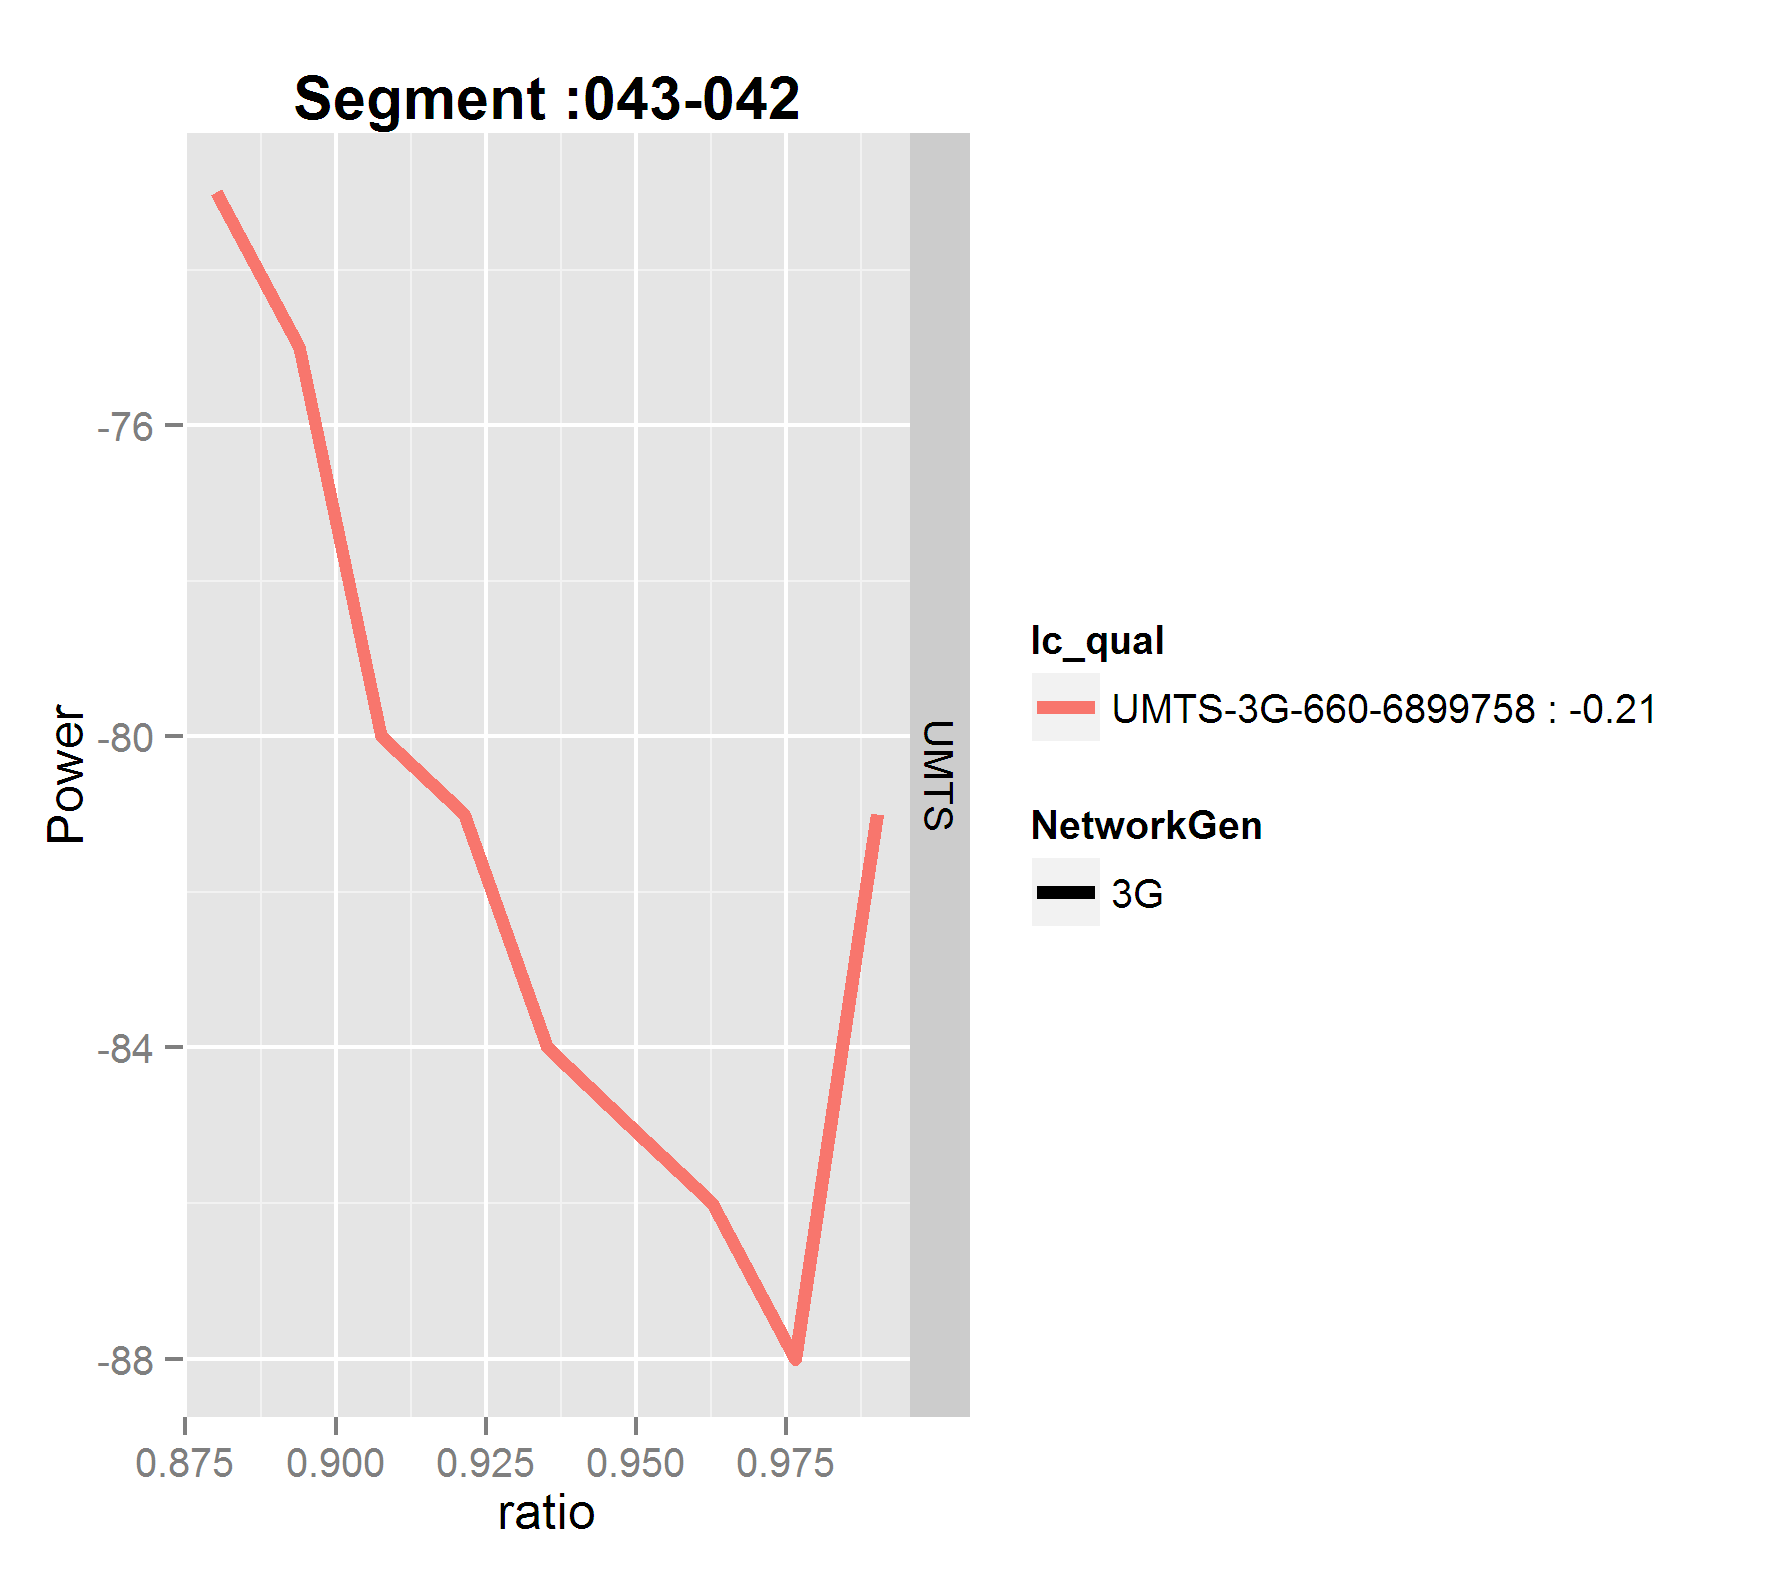 Segment :043-042
Power
-76
-80
-84
-88
UMTS
0.875 0.900 0.925 0.950 0.975
ratio
lc_qual
UMTS-3G-660-6899758 : -0.21
NetworkGen
3G